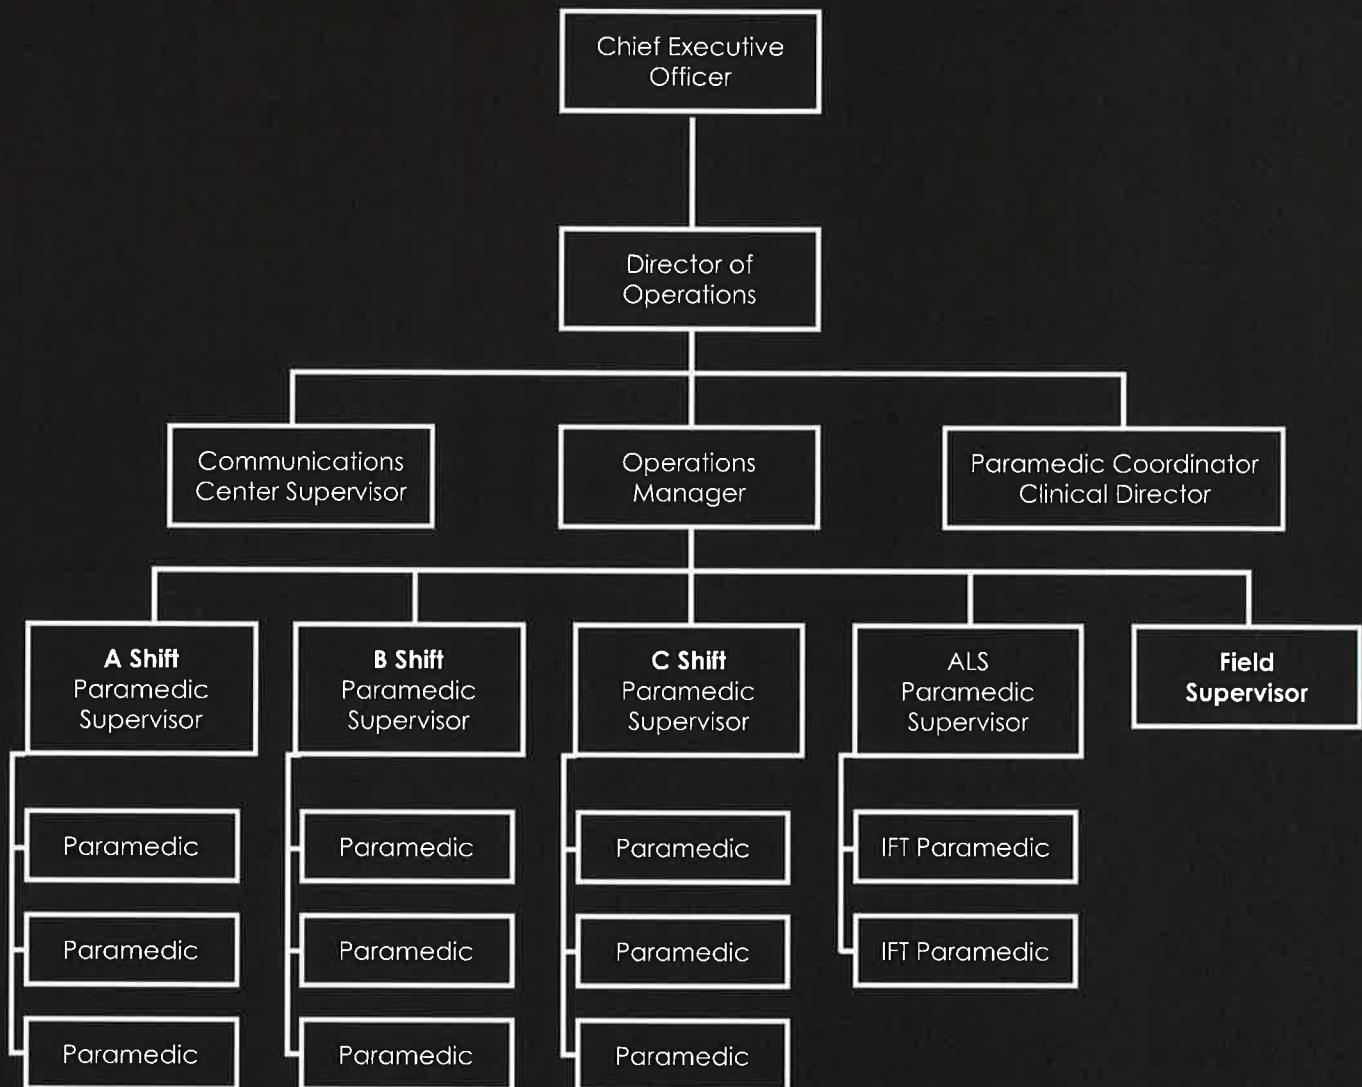 Chief Executive
Officer
Director of
Operations
Communications
Center Supervisor
Operations
Manager
Paramedic Coordinator
Clinical Director
A Shift
Paramedic
Supervisor
B Shift
Paramedic
Supervisor
C Shift
Paramedic
Supervisor
ALS
Paramedic
Supervisor
Field
Supervisor
Paramedic
Paramedic
Paramedic
IFT Paramedic
Paramedic
Paramedic
Paramedic
IFT Paramedic
Paramedic
Paramedic
Paramedic